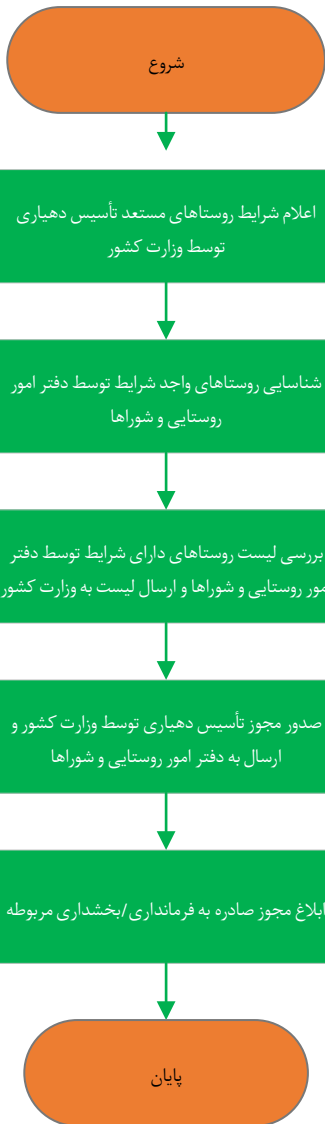 شروع
اعلام شرایط روستاهای مستعد تأسیس دهیاری
توسط وزارت کشور
شناسایی روستاهای واجد شرایط توسط دفتر امور
روستایی و شوراها
بررسی لیست روستاهای دارای شرایط توسط دفتر
امور روستایی و شوراها و ارسال لیست به وزارت کشور
صدور مجوز تأسیس دهیاری توسط وزارت کشور و
ارسال به دفتر امور روستایی و شوراها
ابلاغ مجوز صادره به فرمانداری/بخشداری مربوطه
پایان